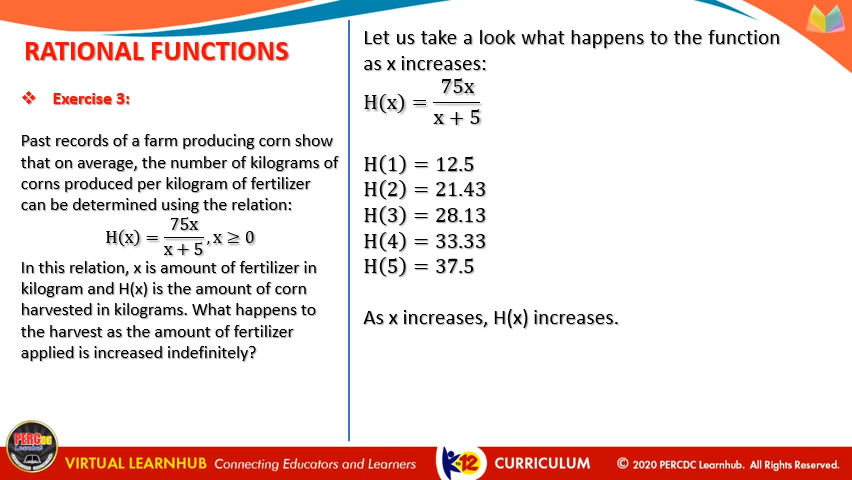 RATIONAL FUNCTIONS
❖ Exercise 3:
Past records of a farm producing corn show
that on average, the number of kilograms of
corns produced per kilogram of fertilizer
can be determined using the relation:
H(x) = 75x / x + 5 , x ≥ 0
In this relation, x is amount of fertilizer in
kilogram and H(x) is the amount of corn
harvested in kilograms. What happens to
the harvest as the amount of fertilizer
applied is increased indefinitely?
Let us take a look what happens to the function
as x increases:
H(x) = 75x / x + 5
H(1) = 12.5
H(2) = 21.43
H(3) = 28.13
H(4) = 33.33
H(5) = 37.5
As x increases, H(x) increases.
PERCDC
Learnhub
VIRTUAL LEARNHUB Connecting Educators and Learners
K to 12 CURRICULUM
© 2020 PERCDC Learnhub. All Rights Reserved.